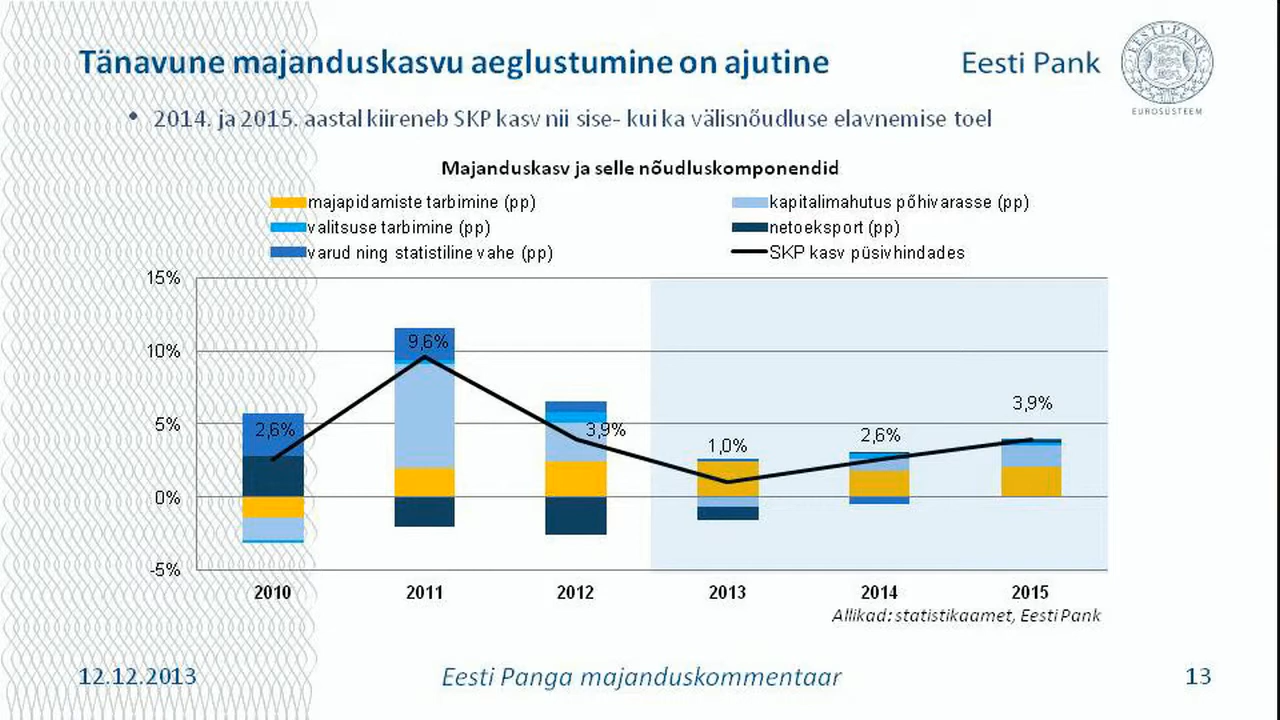 Tänavune majanduskasvu aeglustumine on ajutine
Eesti Pank
EESTI PANK
EUROSÜSTEEM
• 2014. ja 2015. aastal kiireneb SKP kasv nii sise- kui ka välisnõudluse elavnemise toel
Majanduskasv ja selle nõudluskomponendid
majapidamiste tarbimine (pp)
kapitalimahutus põhivarasse (pp)
valitsuse tarbimine (pp)
netoeksport (pp)
varud ning statistiline vahe (pp)
SKP kasv püsivhindades
15%
10%
5%
0%
-5%
2,6%
9,6%
3,9%
1,0%
2,6%
3,9%
2010
2011
2012
2013
2014
2015
Allikad: statistikaamet, Eesti Pank
12.12.2013
Eesti Panga majanduskommentaar
13